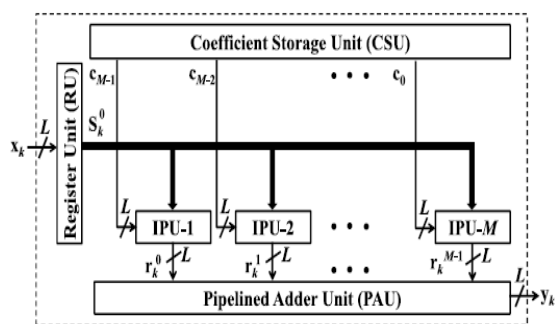 Coefficient Storage Unit (CSU)
c_{M-1} c_{M-2} • • • c_0
Register Unit (RU)
S_k^0
L
x_k
L L L
IPU-1 IPU-2 • • • IPU-M
r_k^0 L r_k^1 L • • • r_k^{M-1} L
Pipelined Adder Unit (PAU)
L
y_k